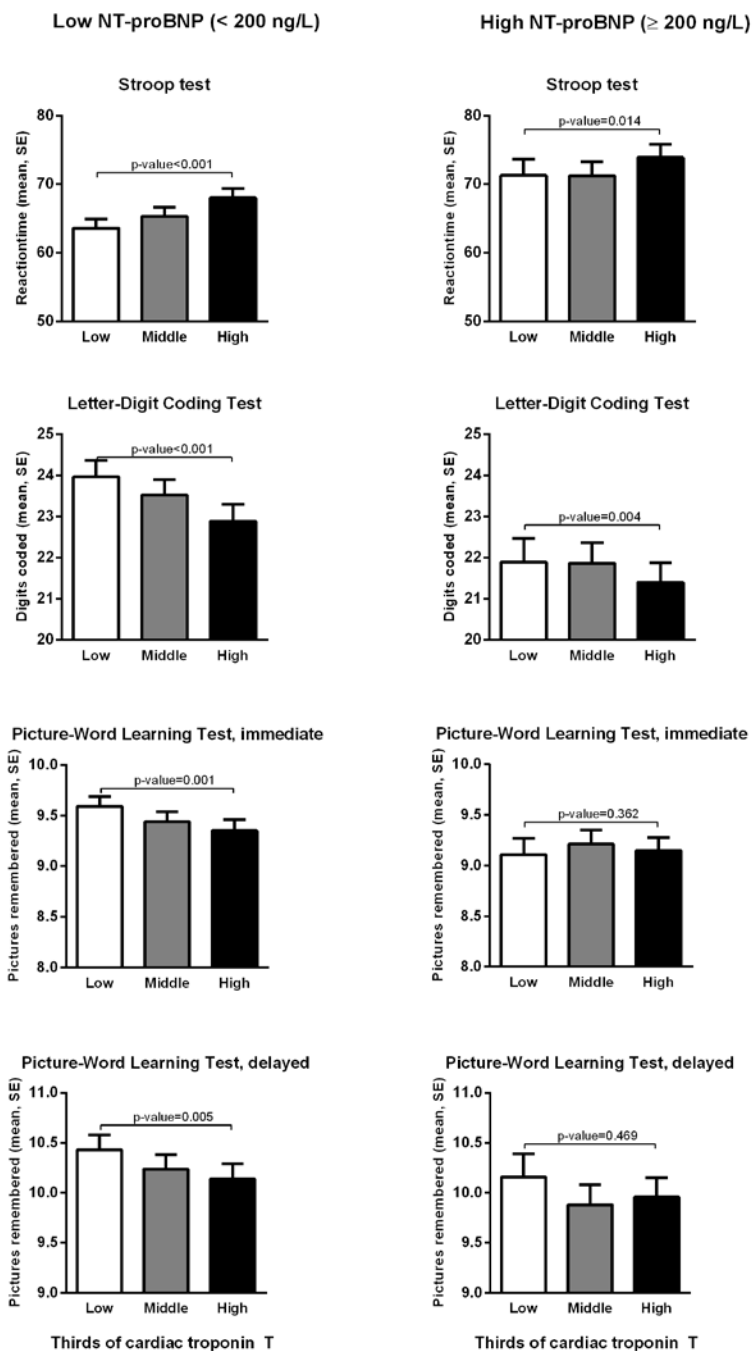 Low NT-proBNP (< 200 ng/L)
High NT-proBNP (≥ 200 ng/L)
Stroop test
Reactiontime (mean, SE)
80
70
60
50
p-value<0.001
Low Middle High
Stroop test
Reactiontime (mean, SE)
80
70
60
50
p-value=0.014
Low Middle High
Letter-Digit Coding Test
Digits coded (mean, SE)
25
24
23
22
21
20
p-value<0.001
Low Middle High
Letter-Digit Coding Test
Digits coded (mean, SE)
25
24
23
22
21
20
p-value=0.004
Low Middle High
Picture-Word Learning Test, immediate
Pictures remembered (mean, SE)
10.0
9.5
9.0
8.5
8.0
p-value=0.001
Low Middle High
Picture-Word Learning Test, immediate
Pictures remembered (mean, SE)
10.0
9.5
9.0
8.5
8.0
p-value=0.362
Low Middle High
Picture-Word Learning Test, delayed
Pictures remembered (mean, SE)
11.0
10.5
10.0
9.5
9.0
p-value=0.005
Low Middle High
Thirds of cardiac troponin T
Picture-Word Learning Test, delayed
Pictures remembered (mean, SE)
11.0
10.5
10.0
9.5
9.0
p-value=0.469
Low Middle High
Thirds of cardiac troponin T